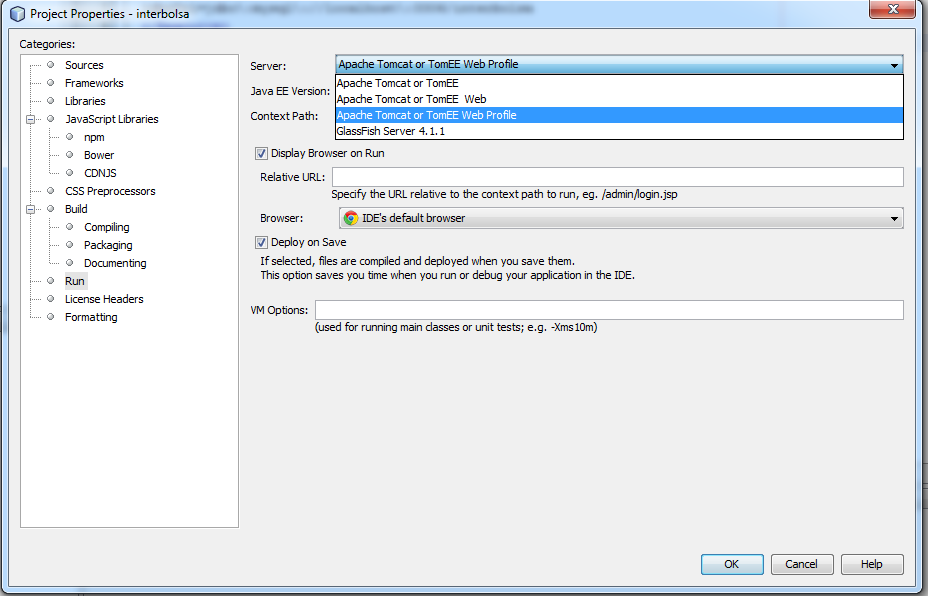 Project Properties - interbolsa
Categories:
Sources
Frameworks
Libraries
JavaScript Libraries
npm
Bower
CDNJS
CSS Preprocessors
Build
Compiling
Packaging
Documenting
Run
License Headers
Formatting
Server: Apache Tomcat or TomEE Web Profile
Apache Tomcat or TomEE
Java EE Version:
Apache Tomcat or TomEE  Web
Context Path: Apache Tomcat or TomEE Web Profile
GlassFish Server 4.1.1
Display Browser on Run
Relative URL:
Specify the URL relative to the context path to run, eg. /admin/login.jsp
Browser: IDE's default browser
Deploy on Save
If selected, files are compiled and deployed when you save them.
This option saves you time when you run or debug your application in the IDE.
VM Options:
(used for running main classes or unit tests; e.g. -Xms10m)
OK Cancel Help